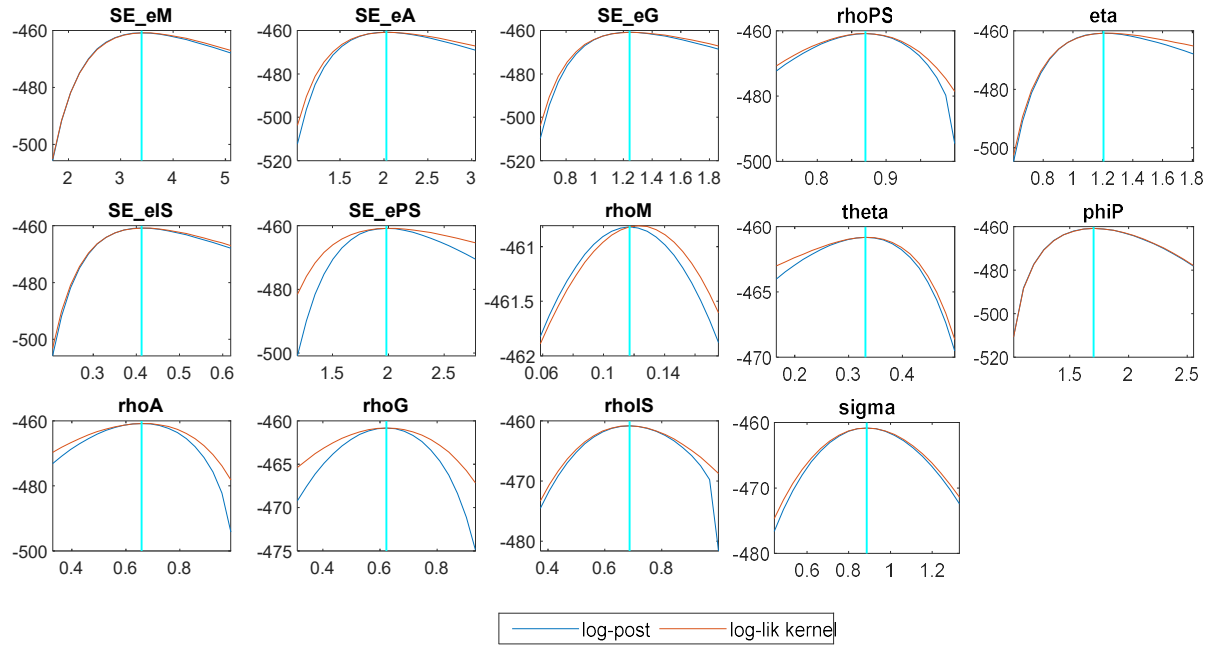 SE_eM
SE_eA
SE_eG
rhoPS
eta
-460
-480
-500
2 3 4 5
-460
-480
-500
-520
1.5 2 2.5 3
-460
-480
-500
-520
0.8 1 1.2 1.4 1.6 1.8
-460
-480
-500
0.8 0.9
-460
-480
-500
0.8 1 1.2 1.4 1.6 1.8
SE_eIS
SE_ePS
rhoM
theta
phiP
-460
-480
-500
0.3 0.4 0.5 0.6
-460
-480
-500
1.5 2 2.5
-461
-461.5
-462
0.06 0.1 0.14
-460
-465
-470
0.2 0.3 0.4
-460
-480
-500
-520
1.5 2 2.5
rhoA
rhoG
rhoIS
sigma
-460
-480
-500
0.4 0.6 0.8
-460
-465
-470
-475
0.4 0.6 0.8
-460
-470
-480
0.4 0.6 0.8
-460
-470
-480
0.6 0.8 1 1.2
log-post
log-lik kernel